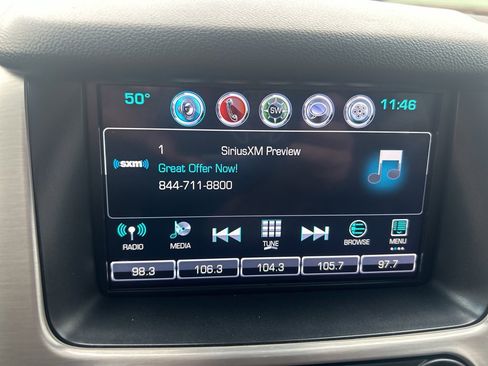 50° SW 11:46
1 SiriusXM Preview
sxm Great Offer Now!
844-711-8800
RADIO MEDIA TUNE BROWSE MENU
98.3 106.3 104.3 105.7 97.7